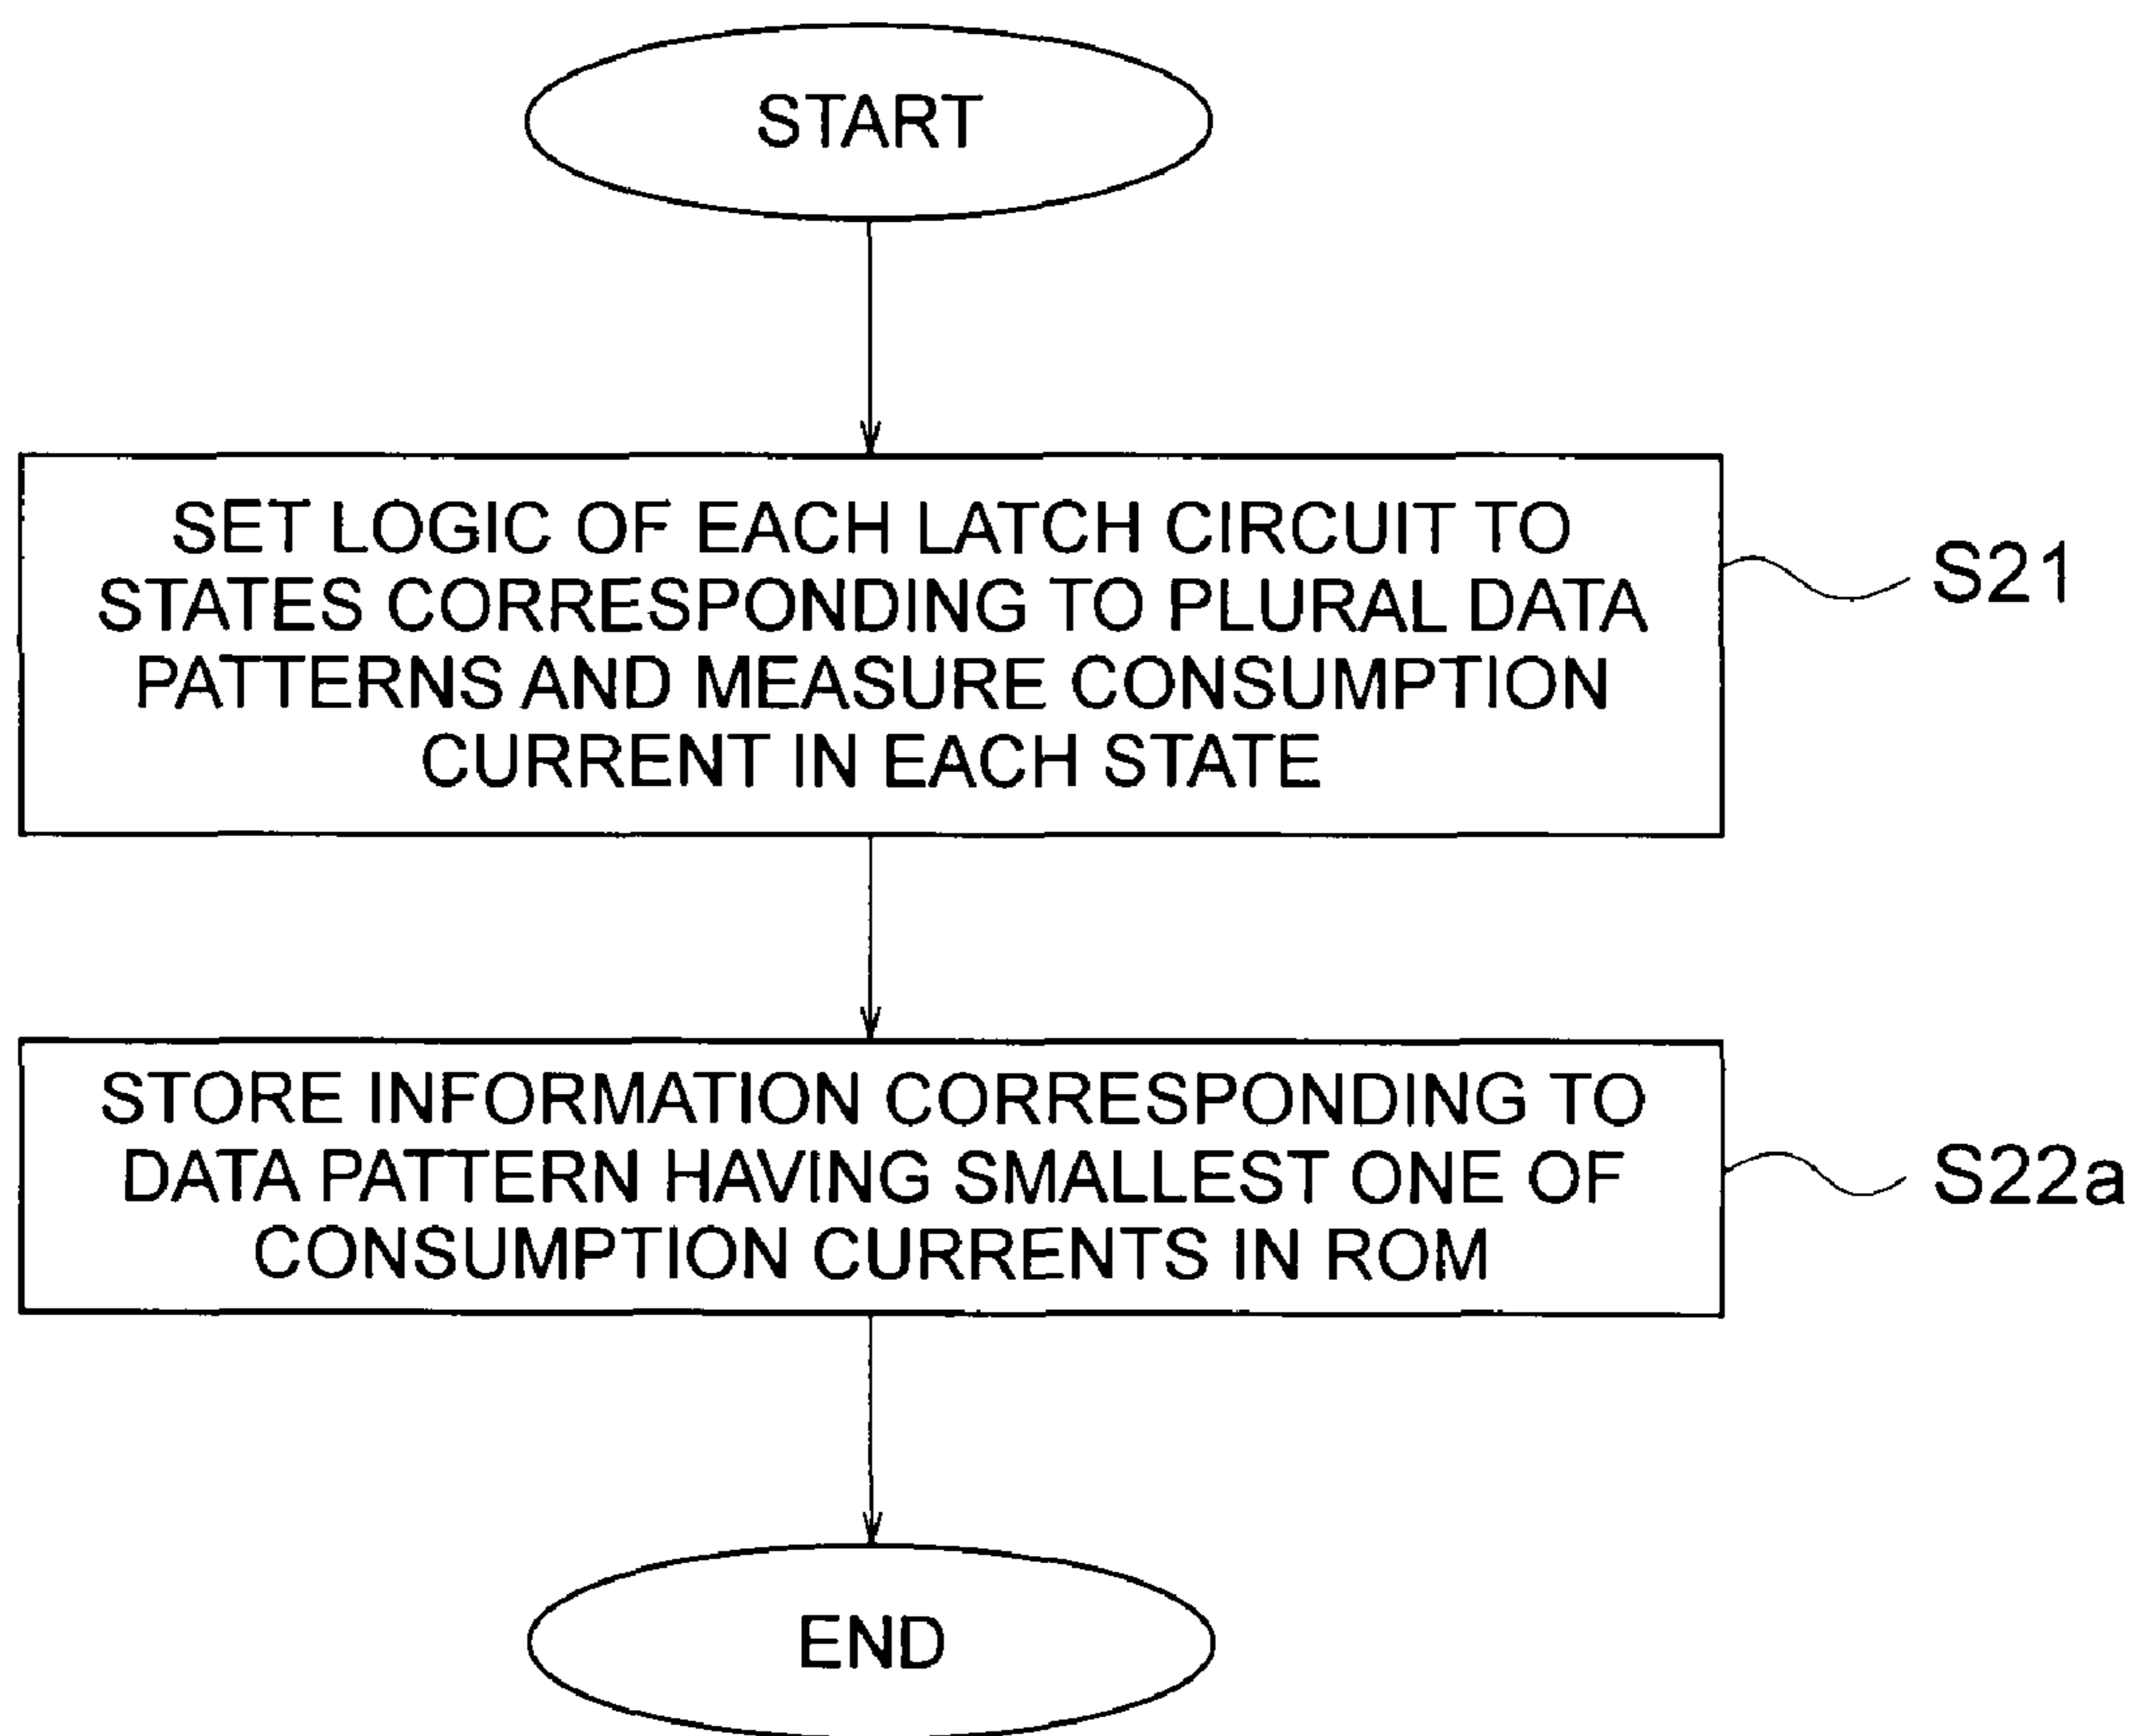 START
SET LOGIC OF EACH LATCH CIRCUIT TO
STATES CORRESPONDING TO PLURAL DATA
PATTERNS AND MEASURE CONSUMPTION
CURRENT IN EACH STATE
S21
STORE INFORMATION CORRESPONDING TO
DATA PATTERN HAVING SMALLEST ONE OF
CONSUMPTION CURRENTS IN ROM
S22a
END